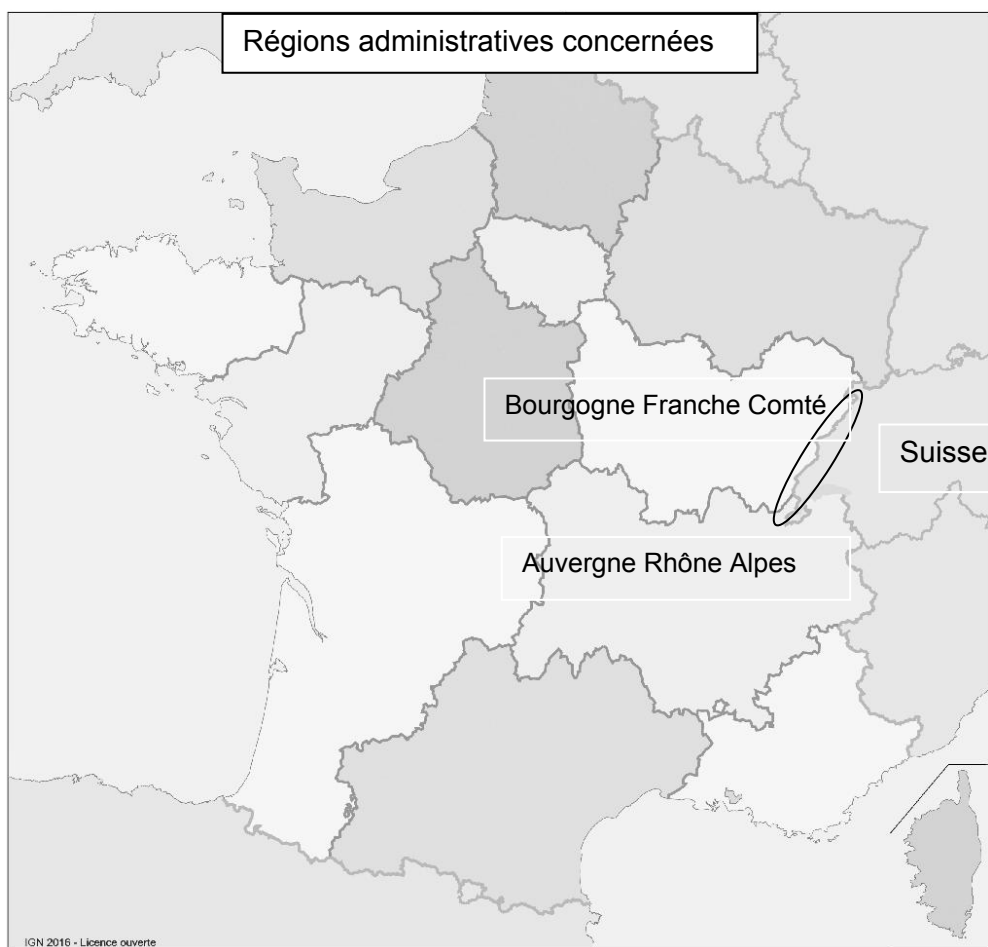 Régions administratives concernées
Bourgogne Franche Comté
Suisse
Auvergne Rhône Alpes
IGN 2016 - Licence ouverte